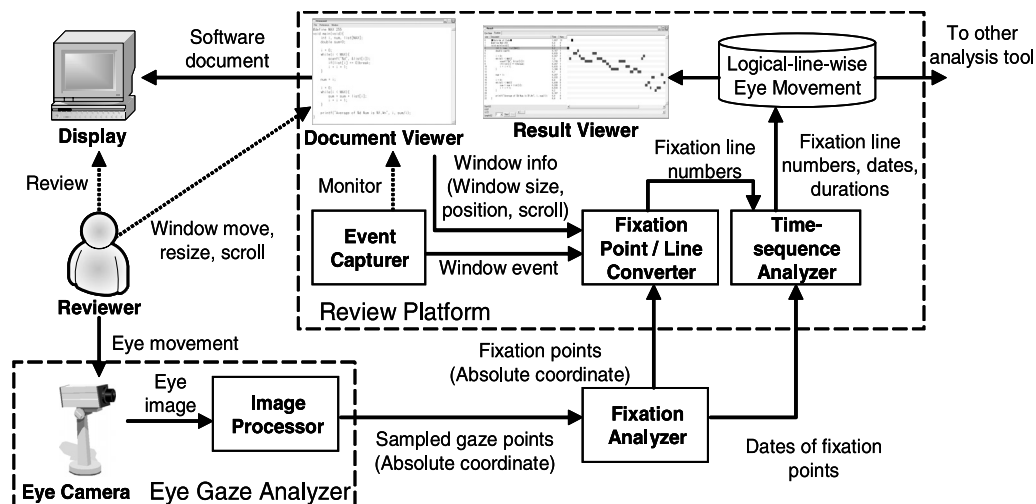 Software
document
Display
Review
Window move,
resize, scroll
Reviewer
Eye movement
Document Viewer
Result Viewer
Logical-line-wise
Eye Movement
To other
analysis tool
Monitor
Window info
(Window size,
position, scroll)
Fixation line
numbers
Fixation line
numbers, dates,
durations
Event
Capturer
Window event
Fixation
Point / Line
Converter
Time-
sequence
Analyzer
Review Platform
Fixation points
(Absolute coordinate)
Eye
image
Image
Processor
Sampled gaze points
(Absolute coordinate)
Fixation
Analyzer
Dates of fixation
points
Eye Camera
Eye Gaze Analyzer